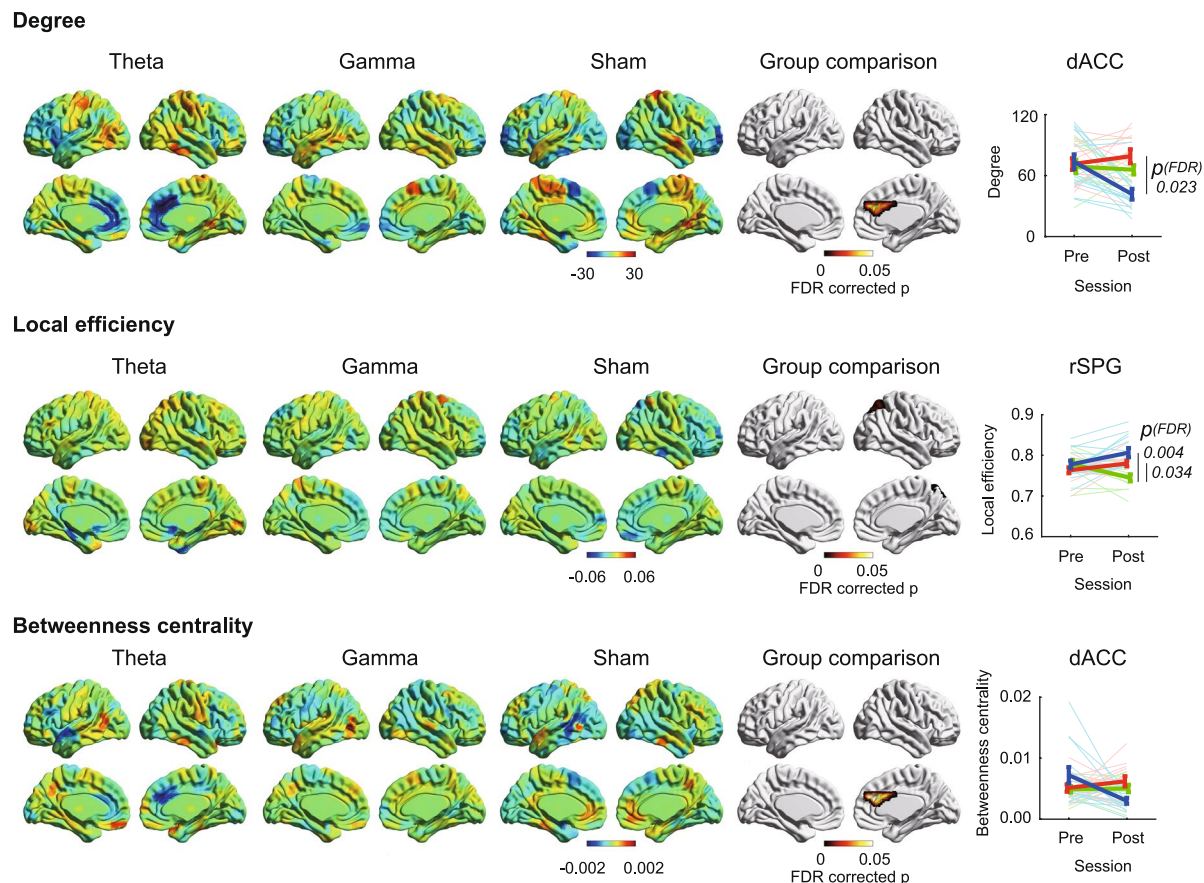 Degree
Theta
Gamma
Sham
Group comparison
dACC
-30
30
0
0.05
FDR corrected p
Degree
120
60
0
p(FDR)
0.023
Pre
Post
Session
Local efficiency
Theta
Gamma
Sham
Group comparison
rSPG
-0.06
0.06
0
0.05
FDR corrected p
Local efficiency
0.9
0.8
0.7
0.6
p(FDR)
0.004
0.034
Pre
Post
Session
Betweenness centrality
Theta
Gamma
Sham
Group comparison
dACC
-0.002
0.002
0
0.05
FDR corrected p
Betweenness centrality
0.02
0.01
0.00
Pre
Post
Session